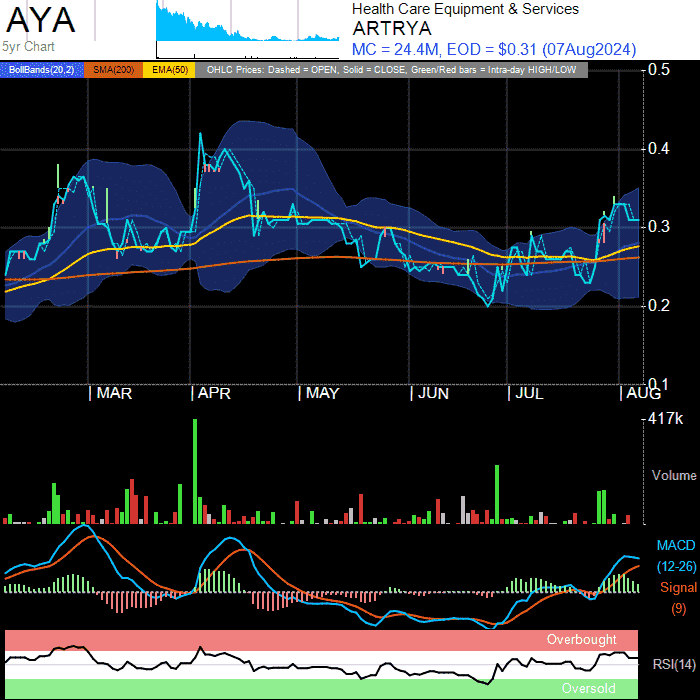 AYA
5yr Chart
Health Care Equipment & Services
ARTRYA
MC = 24.4M, EOD = $0.31 (07Aug2024)
BollBands(20,2) SMA(200) EMA(50) OHLC Prices: Dashed = OPEN, Solid = CLOSE, Green/Red bars = Intra-day HIGH/LOW
0.5
0.4
0.3
0.2
0.1
| MAR | APR | MAY | JUN | JUL | AUG
417k
Volume
MACD
(12-26)
Signal
(9)
Overbought
RSI(14)
Oversold